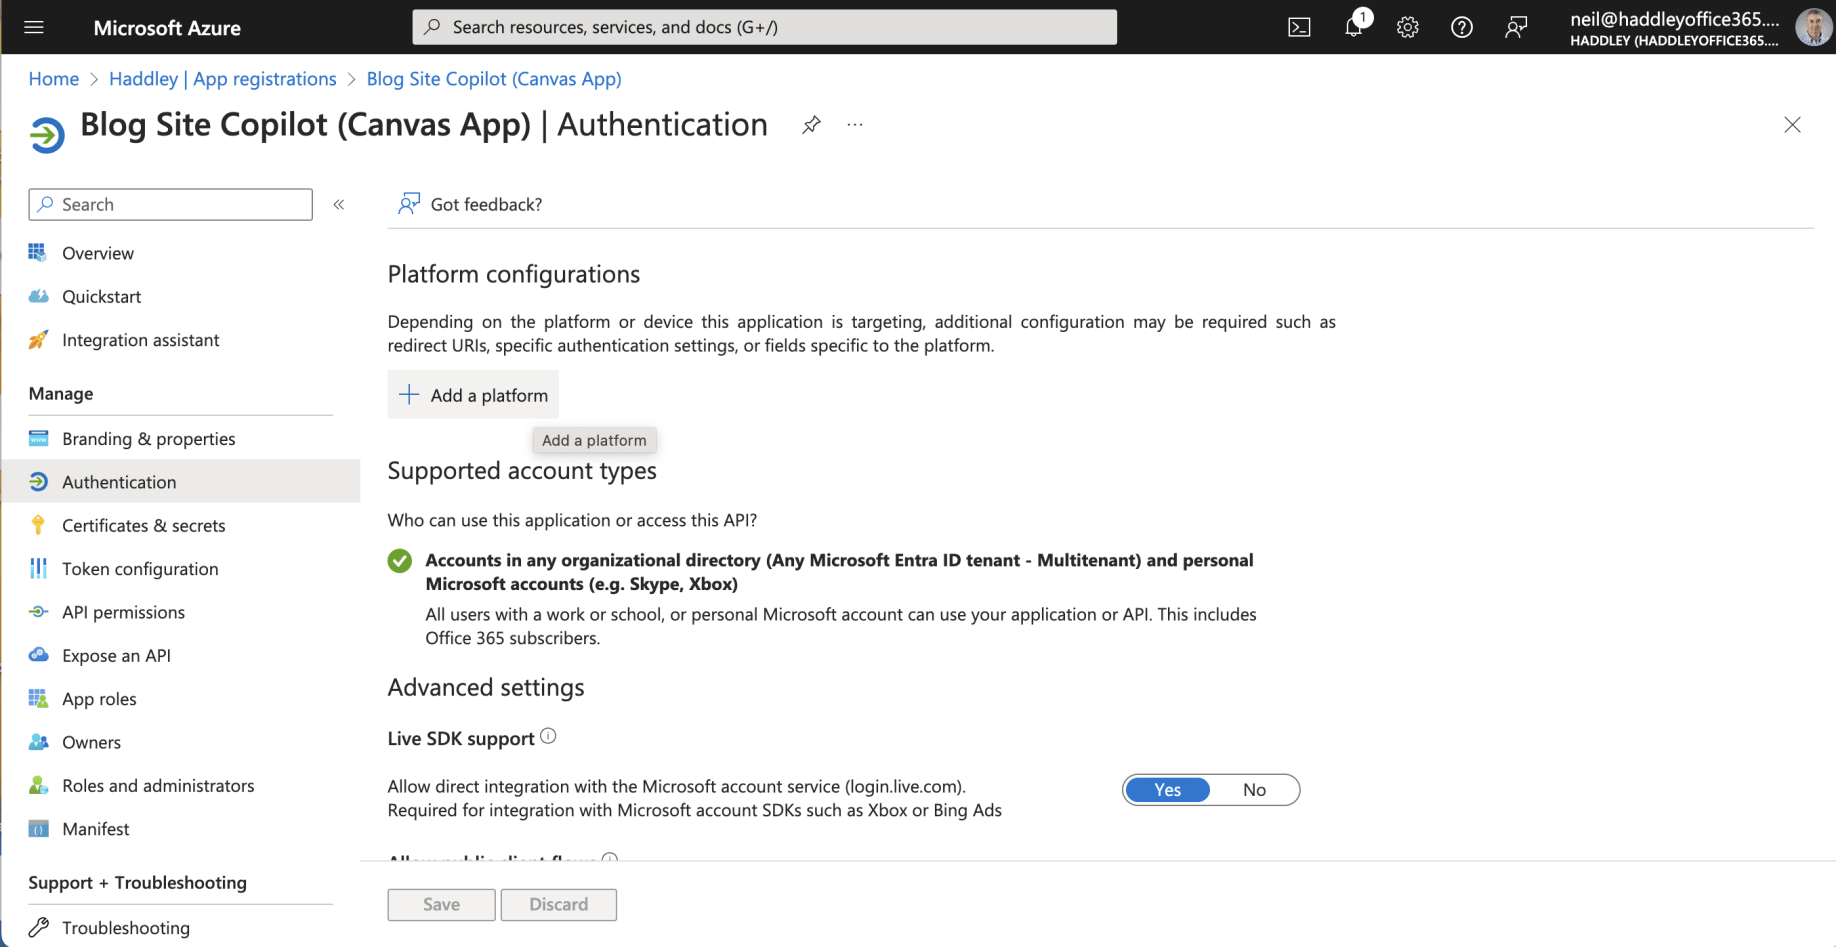 Microsoft Azure
Search resources, services, and docs (G+/)
1
neil@haddleyoffice365....
HADDLEY (HADDLEYOFFICE365....
Home > Haddley | App registrations > Blog Site Copilot (Canvas App)
Blog Site Copilot (Canvas App) | Authentication
Search
Got feedback?
Overview
Quickstart
Integration assistant
Manage
Branding & properties
Authentication
Certificates & secrets
Token configuration
API permissions
Expose an API
App roles
Owners
Roles and administrators
Manifest
Support + Troubleshooting
Troubleshooting
Platform configurations
Depending on the platform or device this application is targeting, additional configuration may be required such as
redirect URIs, specific authentication settings, or fields specific to the platform.
Add a platform
Add a platform
Supported account types
Who can use this application or access this API?
Accounts in any organizational directory (Any Microsoft Entra ID tenant - Multitenant) and personal
Microsoft accounts (e.g. Skype, Xbox)
All users with a work or school, or personal Microsoft account can use your application or API. This includes
Office 365 subscribers.
Advanced settings
Live SDK support
Allow direct integration with the Microsoft account service (login.live.com).
Required for integration with Microsoft account SDKs such as Xbox or Bing Ads
Yes No
Allow public client flows
Save Discard